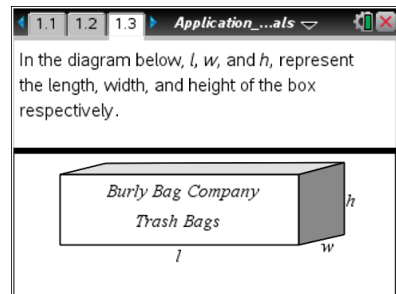 1.1 1.2 1.3 Application_...als
In the diagram below, l, w, and h, represent
the length, width, and height of the box
respectively.
Burly Bag Company
Trash Bags
h
w
l